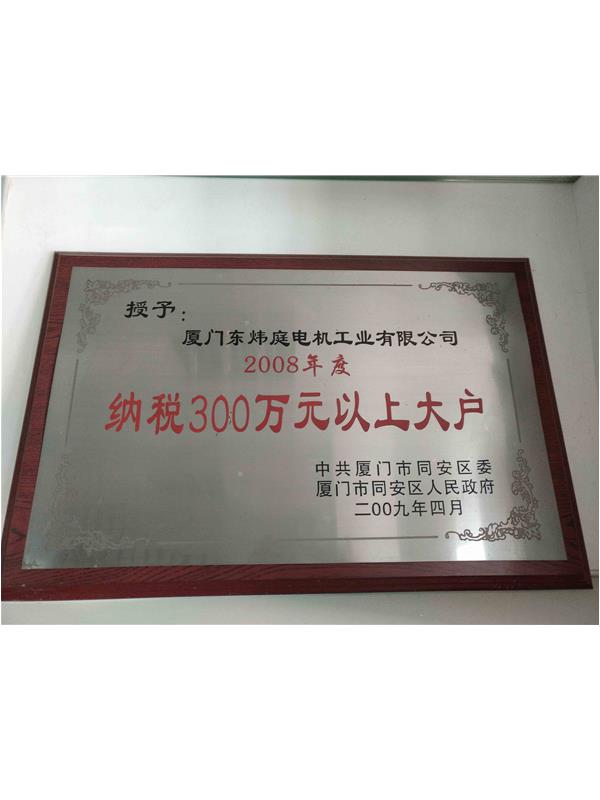 授予：
厦门东炜庭电机工业有限公司
2008年度
纳税300万元以上大户
中共厦门市同安区委
厦门市同安区人民政府
二00九年四月